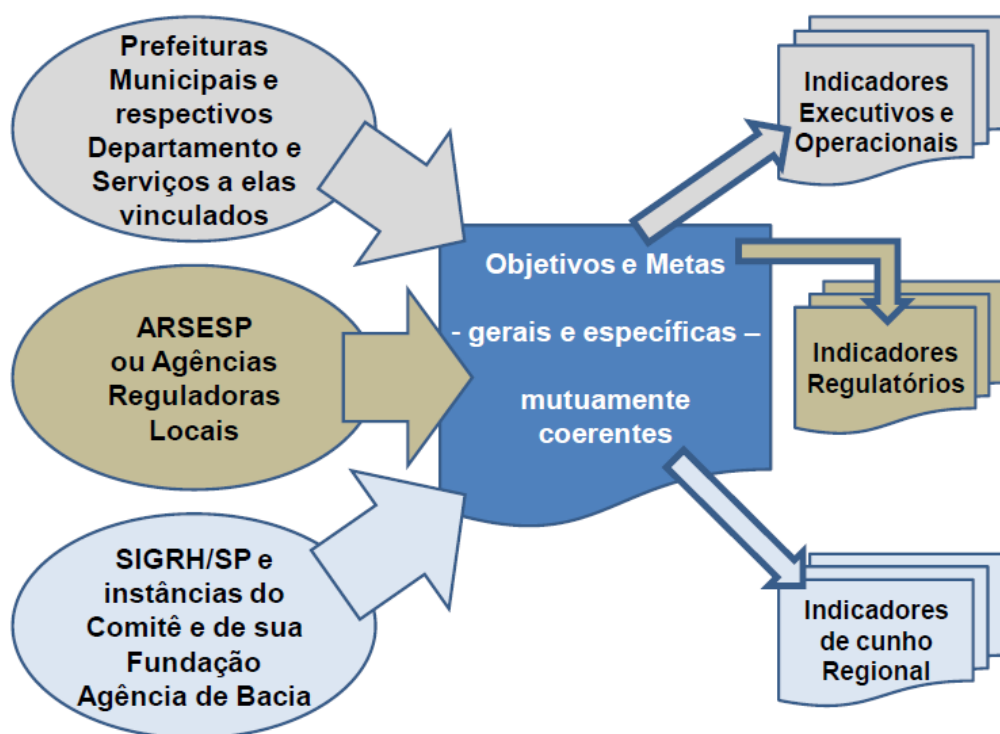 Prefeituras
Municipais e
respectivos
Departamento e
Serviços a elas
vinculados
ARSESP
ou Agências
Reguladoras
Locais
SIGRH/SP e
instâncias do
Comitê e de sua
Fundação
Agência de Bacia
Objetivos e Metas
- gerais e específicas –
mutuamente
coerentes
Indicadores
Executivos e
Operacionais
Indicadores
Regulatórios
Indicadores
de cunho
Regional